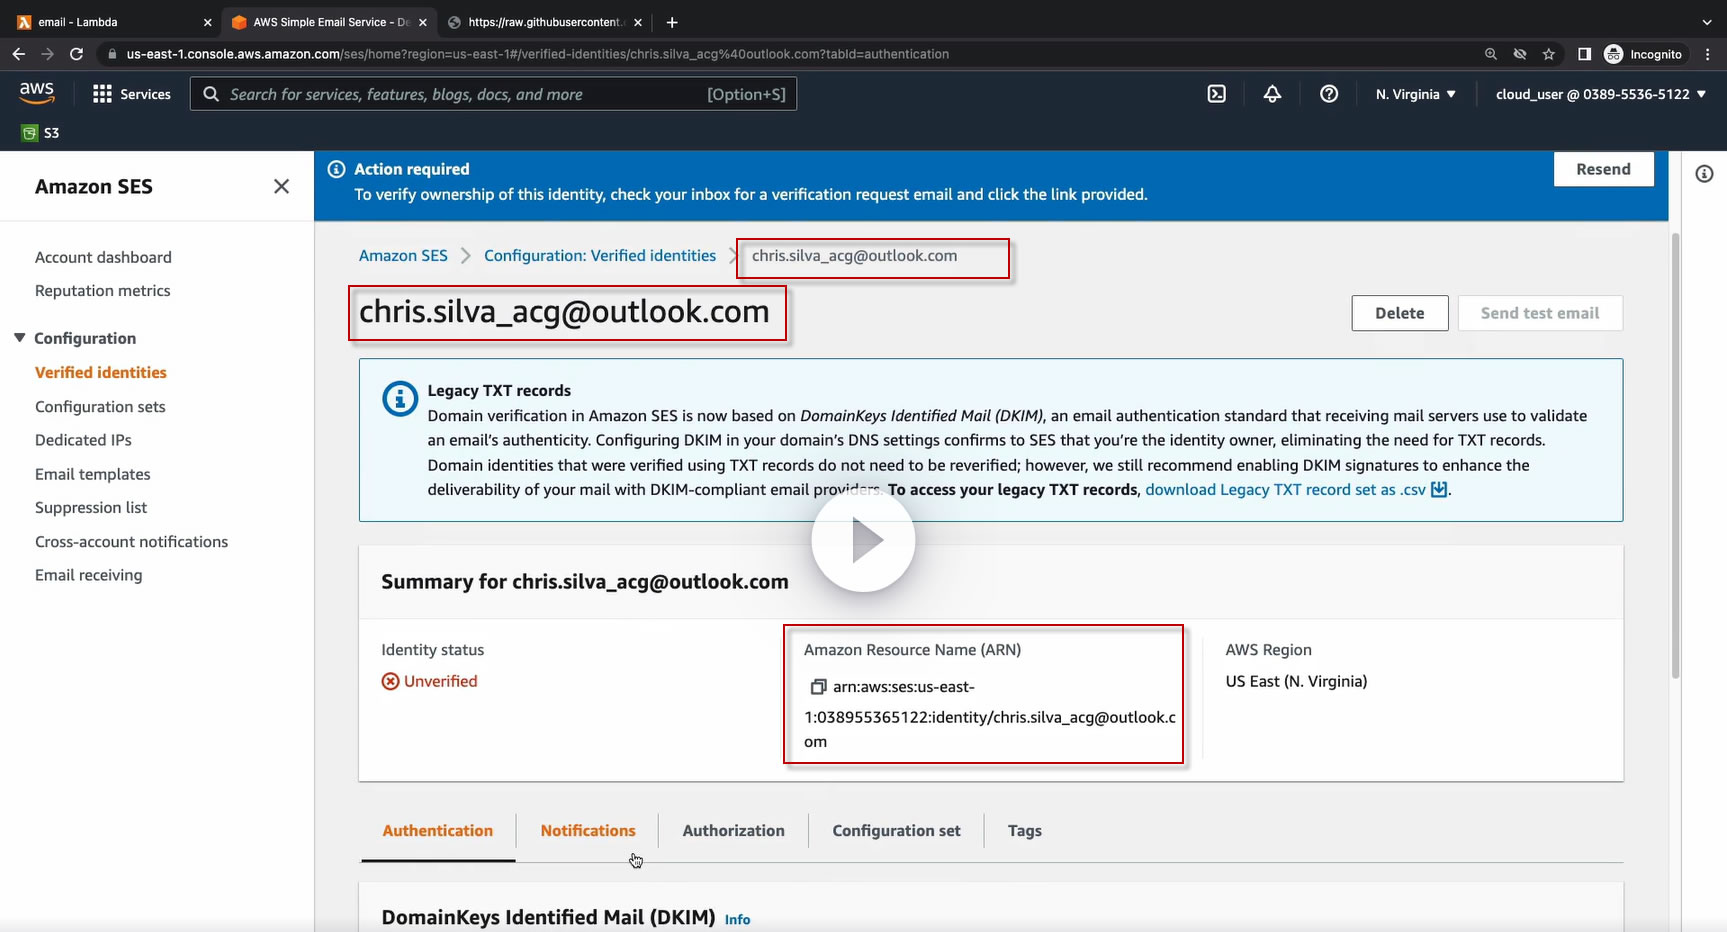 email - Lambda
AWS Simple Email Service - De
https://raw.githubusercontent.
us-east-1.console.aws.amazon.com/ses/home?region=us-east-1#/verified-identities/chris.silva_acg%40outlook.com?tabId=authentication
Incognito
aws
Services
Search for services, features, blogs, docs, and more
[Option+S]
N. Virginia
cloud_user @ 0389-5536-5122
S3
Amazon SES
Account dashboard
Reputation metrics
Configuration
Verified identities
Configuration sets
Dedicated IPs
Email templates
Suppression list
Cross-account notifications
Email receiving
Action required
To verify ownership of this identity, check your inbox for a verification request email and click the link provided.
Resend
Amazon SES
Configuration: Verified identities
chris.silva_acg@outlook.com
chris.silva_acg@outlook.com
Delete
Send test email
Legacy TXT records
Domain verification in Amazon SES is now based on DomainKeys Identified Mail (DKIM), an email authentication standard that receiving mail servers use to validate
an email's authenticity. Configuring DKIM in your domain's DNS settings confirms to SES that you're the identity owner, eliminating the need for TXT records.
Domain identities that were verified using TXT records do not need to be reverified; however, we still recommend enabling DKIM signatures to enhance the
deliverability of your mail with DKIM-compliant email providers. To access your legacy TXT records, download Legacy TXT record set as .csv .
Summary for chris.silva_acg@outlook.com
Identity status
Unverified
Amazon Resource Name (ARN)
arn:aws:ses:us-east-
1:038955365122:identity/chris.silva_acg@outlook.c
om
AWS Region
US East (N. Virginia)
Authentication
Notifications
Authorization
Configuration set
Tags
DomainKeys Identified Mail (DKIM) Info